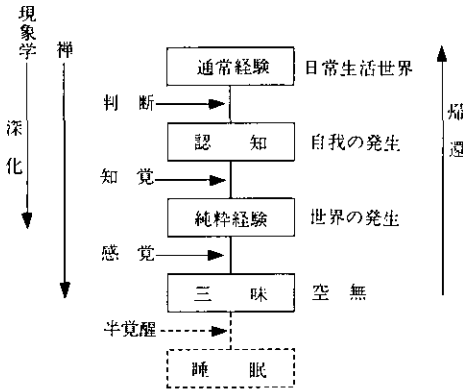 現象学
深化
禅
通常経験
日常生活世界
判断
認知
自我の発生
知覚
純粋経験
世界の発生
感覚
三昧
空無
半覚醒
睡眠
帰還